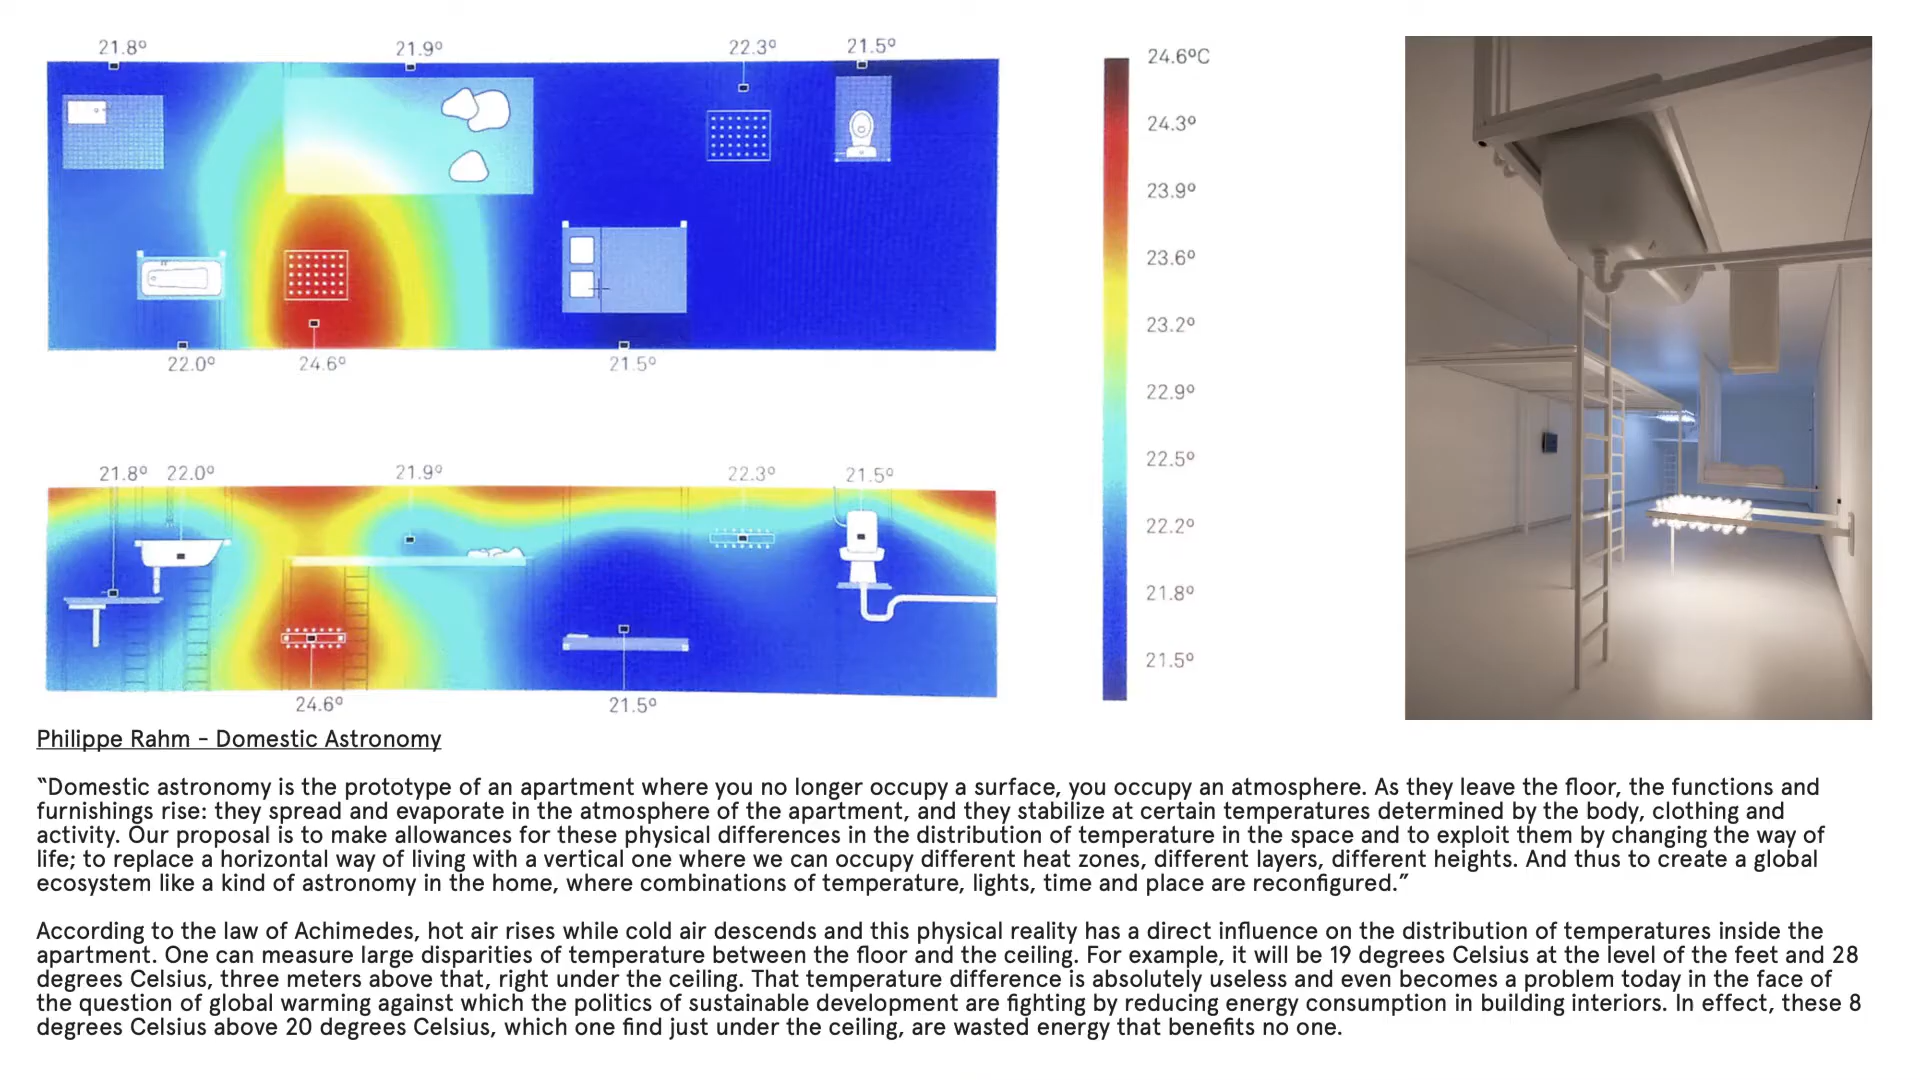 21.8º 21.9º 22.3º 21.5º
22.0º 24.6º 21.5º
21.8º 22.0º 21.9º 22.3º 21.5º
24.6º 21.5º
24.6ºC
24.3º
23.9º
23.6º
23.2º
22.9º
22.5º
22.2º
21.8º
21.5º
Philippe Rahm - Domestic Astronomy
“Domestic astronomy is the prototype of an apartment where you no longer occupy a surface, you occupy an atmosphere. As they leave the floor, the functions and
furnishings rise: they spread and evaporate in the atmosphere of the apartment, and they stabilize at certain temperatures determined by the body, clothing and
activity. Our proposal is to make allowances for these physical differences in the distribution of temperature in the space and to exploit them by changing the way of
life; to replace a horizontal way of living with a vertical one where we can occupy different heat zones, different layers, different heights. And thus to create a global
ecosystem like a kind of astronomy in the home, where combinations of temperature, lights, time and place are reconfigured.”
According to the law of Achimedes, hot air rises while cold air descends and this physical reality has a direct influence on the distribution of temperatures inside the
apartment. One can measure large disparities of temperature between the floor and the ceiling. For example, it will be 19 degrees Celsius at the level of the feet and 28
degrees Celsius, three meters above that, right under the ceiling. That temperature difference is absolutely useless and even becomes a problem today in the face of
the question of global warming against which the politics of sustainable development are fighting by reducing energy consumption in building interiors. In effect, these 8
degrees Celsius above 20 degrees Celsius, which one find just under the ceiling, are wasted energy that benefits no one.